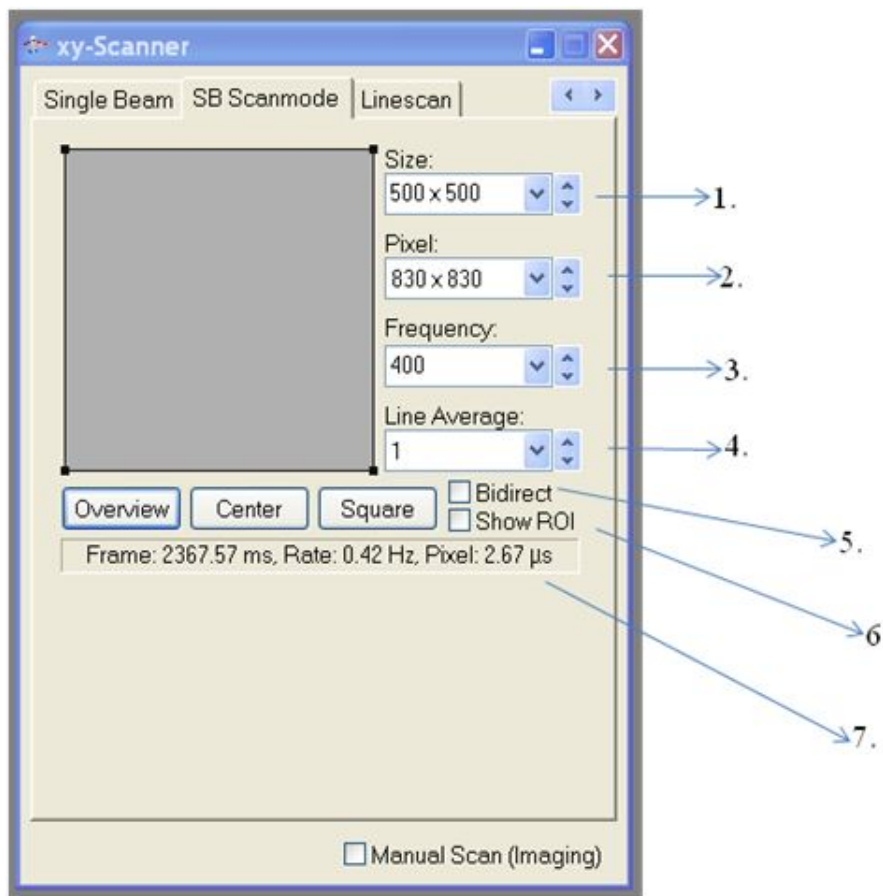 xy-Scanner
Single Beam SB Scanmode Linescan
Size:
500 x 500
1.
Pixel:
830 x 830
2.
Frequency:
400
3.
Line Average:
1
4.
Overview Center Square
Bidirect
Show ROI
5.
Frame: 2367.57 ms, Rate: 0.42 Hz, Pixel: 2.67 µs
6
7.
Manual Scan (Imaging)